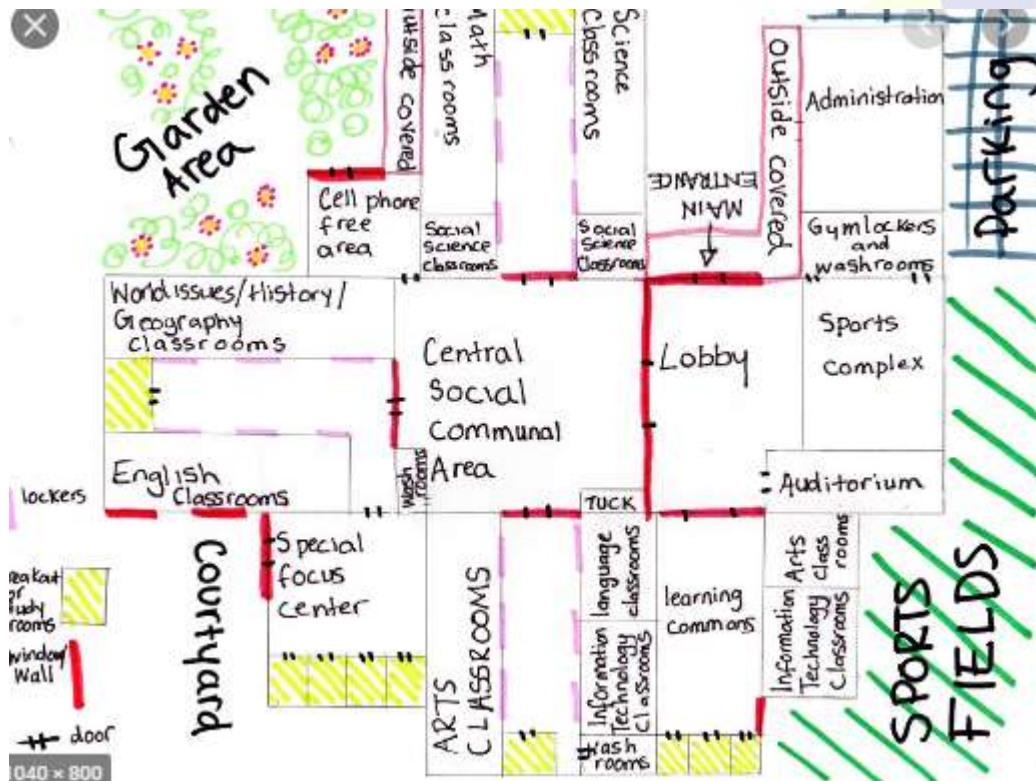 Garden
Area
outside covered
Math
classrooms
Science
Classrooms
MAIN
ENTRANCE
Outside covered
Administration
Parking
Cell phone
free
area
Social
Science
Classrooms
Social
Science
Classrooms
Gymlockers
and
washrooms
World issues/History/
Geography
classrooms
Central
Social
Communal
Area
Lobby
Sports
Complex
English
Classrooms
Wash
rooms
TUCK
Auditorium
lockers
Courtyard
Special
focus
center
ARTS
CLASSROOMS
language
classrooms
Information
Technology
Classrooms
Wash
rooms
learning
Commons
Arts
Class
rooms
Information
Technology
Classrooms
SPORTS
FIELDS
rooms
window
Wall
door
040 × 800